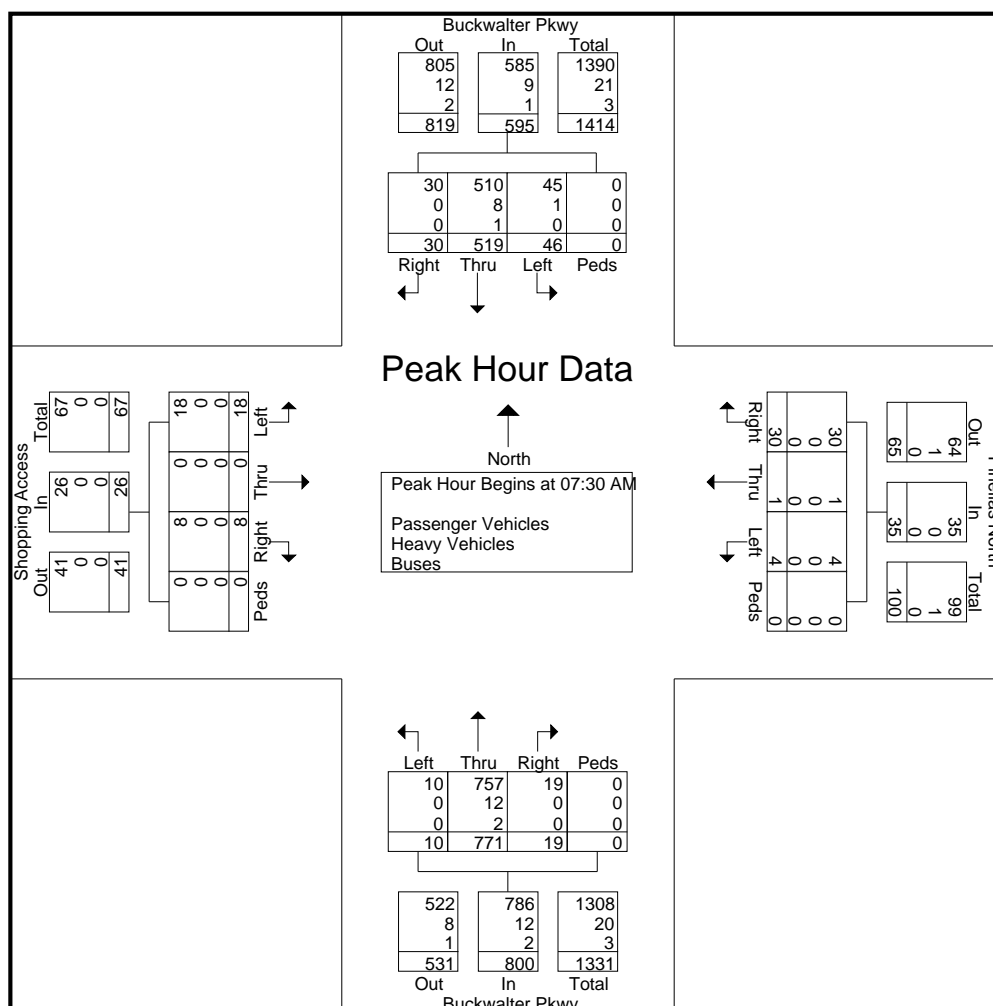 Buckwalter Pkwy
Out In Total
805 585 1390
12 9 21
2 1 3
819 595 1414
30 510 45 0
0 8 1 0
0 1 0 0
30 519 46 0
Right Thru Left Peds
Peak Hour Data
North
Peak Hour Begins at 07:30 AM
Passenger Vehicles
Heavy Vehicles
Buses
Shopping Access
Total In Out
67 26 41
0 0 0
0 0 0
67 26 41
18 0 8 0
0 0 0 0
0 0 0 0
18 0 8 0
Left Thru Right Peds
Right Thru Left Peds
30 1 4 0
0 0 0 0
0 0 0 0
30 1 4 0
65 35 100
0 0 0
1 0 1
64 35 99
Out In Total
North
Left Thru Right Peds
10 757 19 0
0 12 0 0
0 2 0 0
10 771 19 0
522 786 1308
8 12 20
1 2 3
531 800 1331
Out In Total
Buckwalter Pkwy